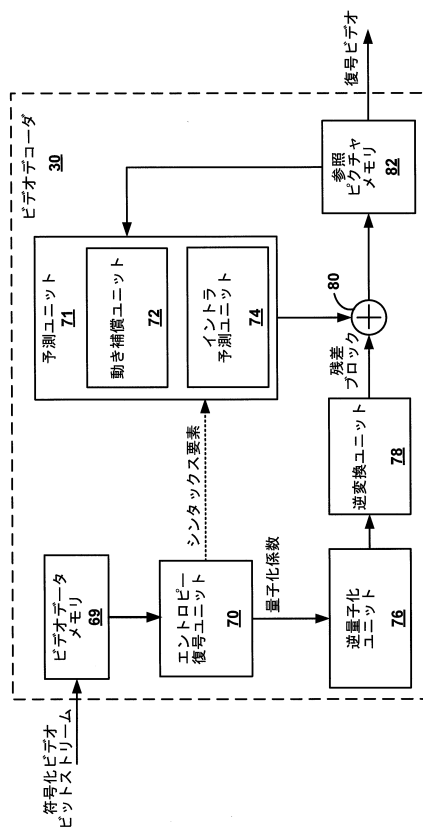 ビデオデコーダ
30
符号化ビデオ
ビットストリーム
ビデオデータ
メモリ
69
エントロピー
復号ユニット
70
シンタックス要素
量子化係数
予測ユニット
71
動き補償ユニット
72
イントラ
予測ユニット
74
逆量子化
ユニット
76
逆変換ユニット
78
残差
ブロック
80
参照
ピクチャ
メモリ
82
復号ビデオ